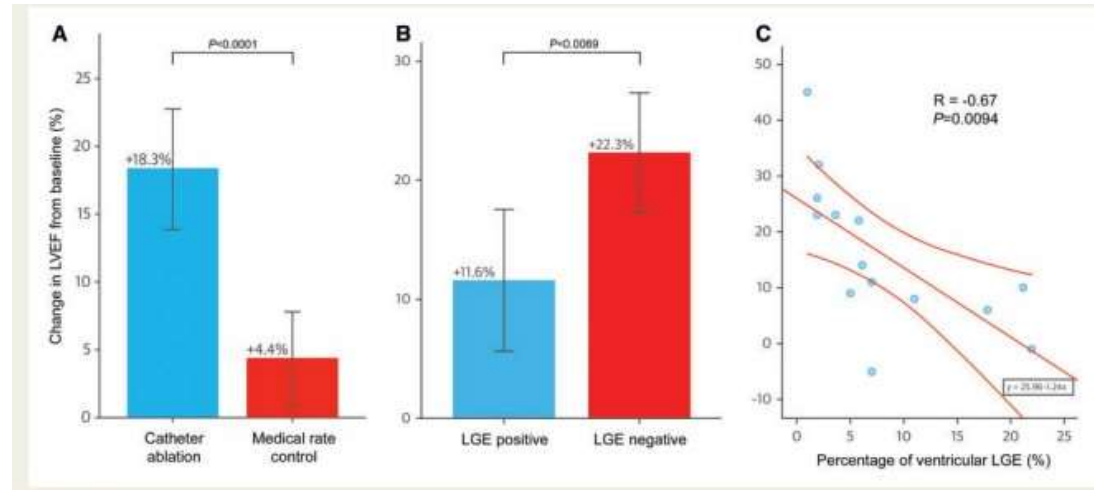 A
P<0.0001
Change in LVEF from baseline (%)
25
20
15
10
5
0
+18.3%
+4.4%
Catheter
ablation
Medical rate
control
B
P=0.0069
30
20
10
0
+11.6%
+22.3%
LGE positive
LGE negative
C
R = -0.67
P=0.0094
50
40
30
20
10
0
-10
0
5
10
15
20
25
Percentage of ventricular LGE (%)